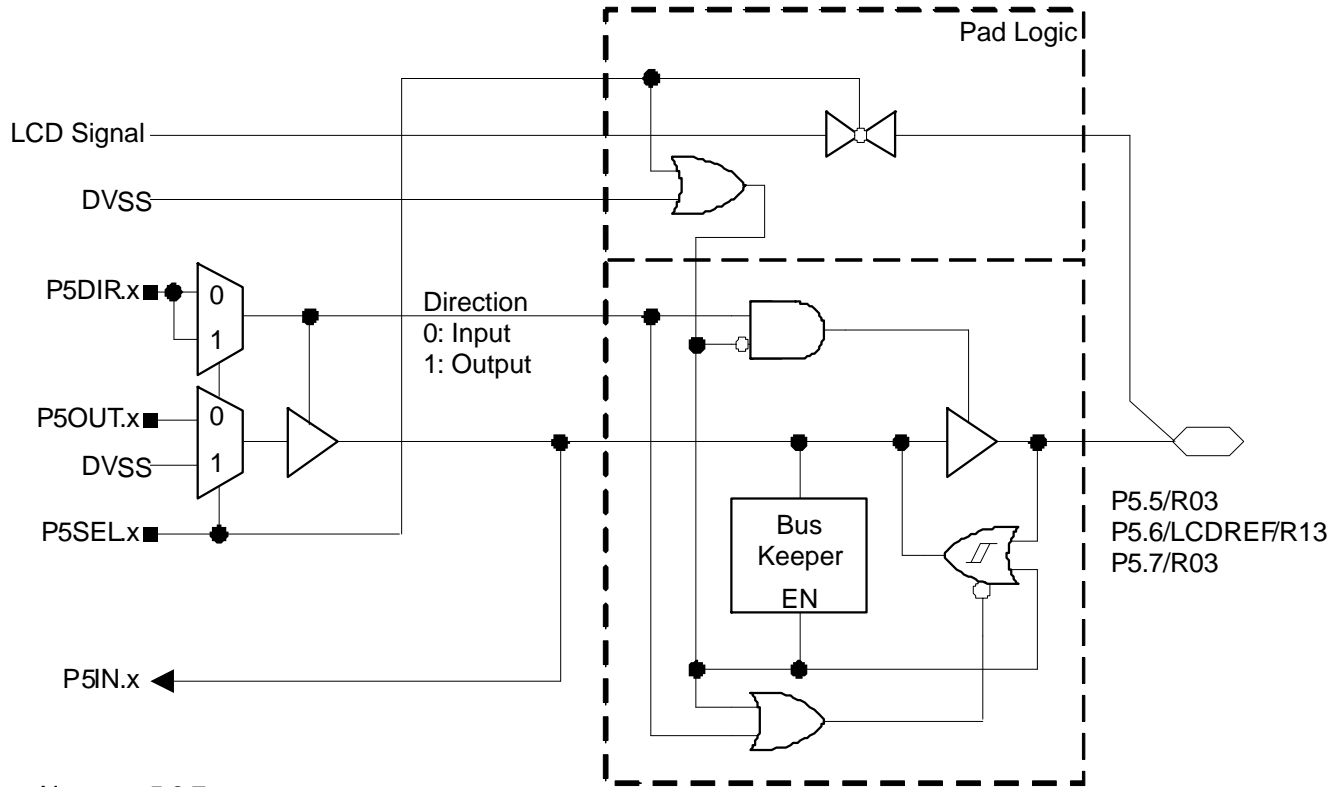 Pad Logic
LCD Signal
DVSS
P5DIR.x
0
1
Direction
0: Input
1: Output
P5OUT.x
0
DVSS
1
P5SEL.x
Bus
Keeper
EN
P5.5/R03
P5.6/LCDREF/R13
P5.7/R03
P5IN.x